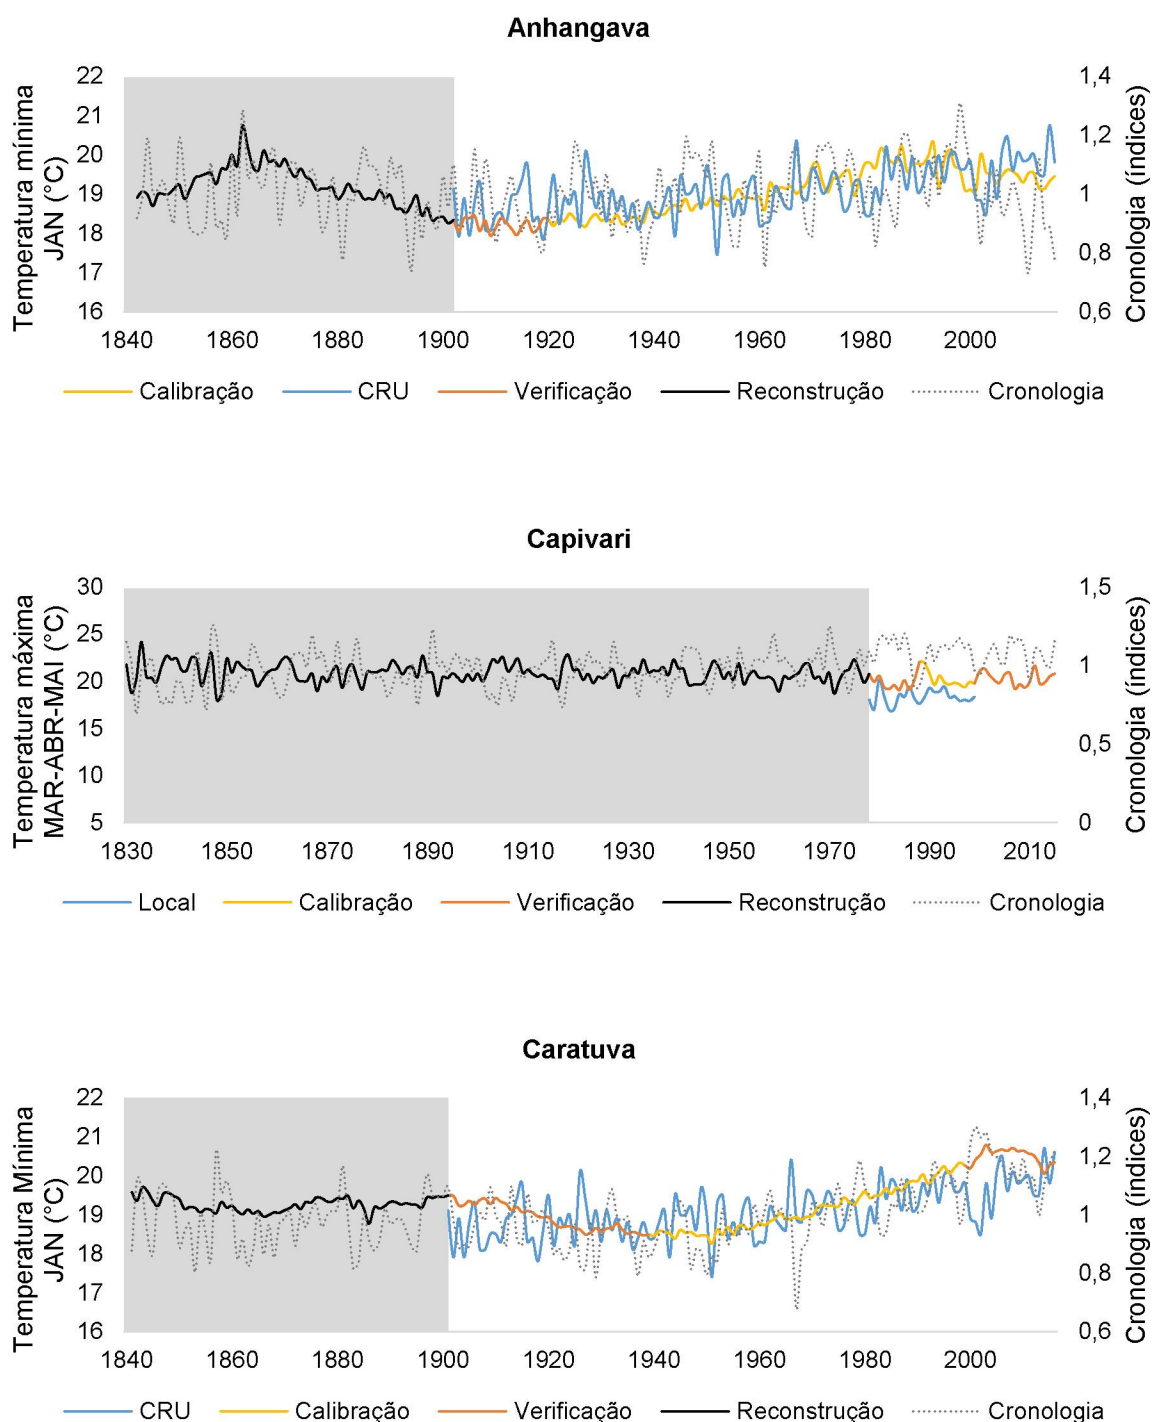 Anhangava
Temperatura mínima
JAN (°C)
22
21
20
19
18
17
16
1,4
1,2
1
0,8
0,6
Cronologia (índices)
1840 1860 1880 1900 1920 1940 1960 1980 2000
Calibração CRU Verificação Reconstrução Cronologia
Capivari
Temperatura máxima
MAR-ABR-MAI (°C)
30
25
20
15
10
5
1,5
1
0,5
0
Cronologia (índices)
1830 1850 1870 1890 1910 1930 1950 1970 1990 2010
Local Calibração Verificação Reconstrução Cronologia
Caratuva
Temperatura Mínima
JAN (°C)
22
21
20
19
18
17
16
1,4
1,2
1
0,8
0,6
Cronologia (índices)
1840 1860 1880 1900 1920 1940 1960 1980 2000
CRU Calibração Verificação Reconstrução Cronologia